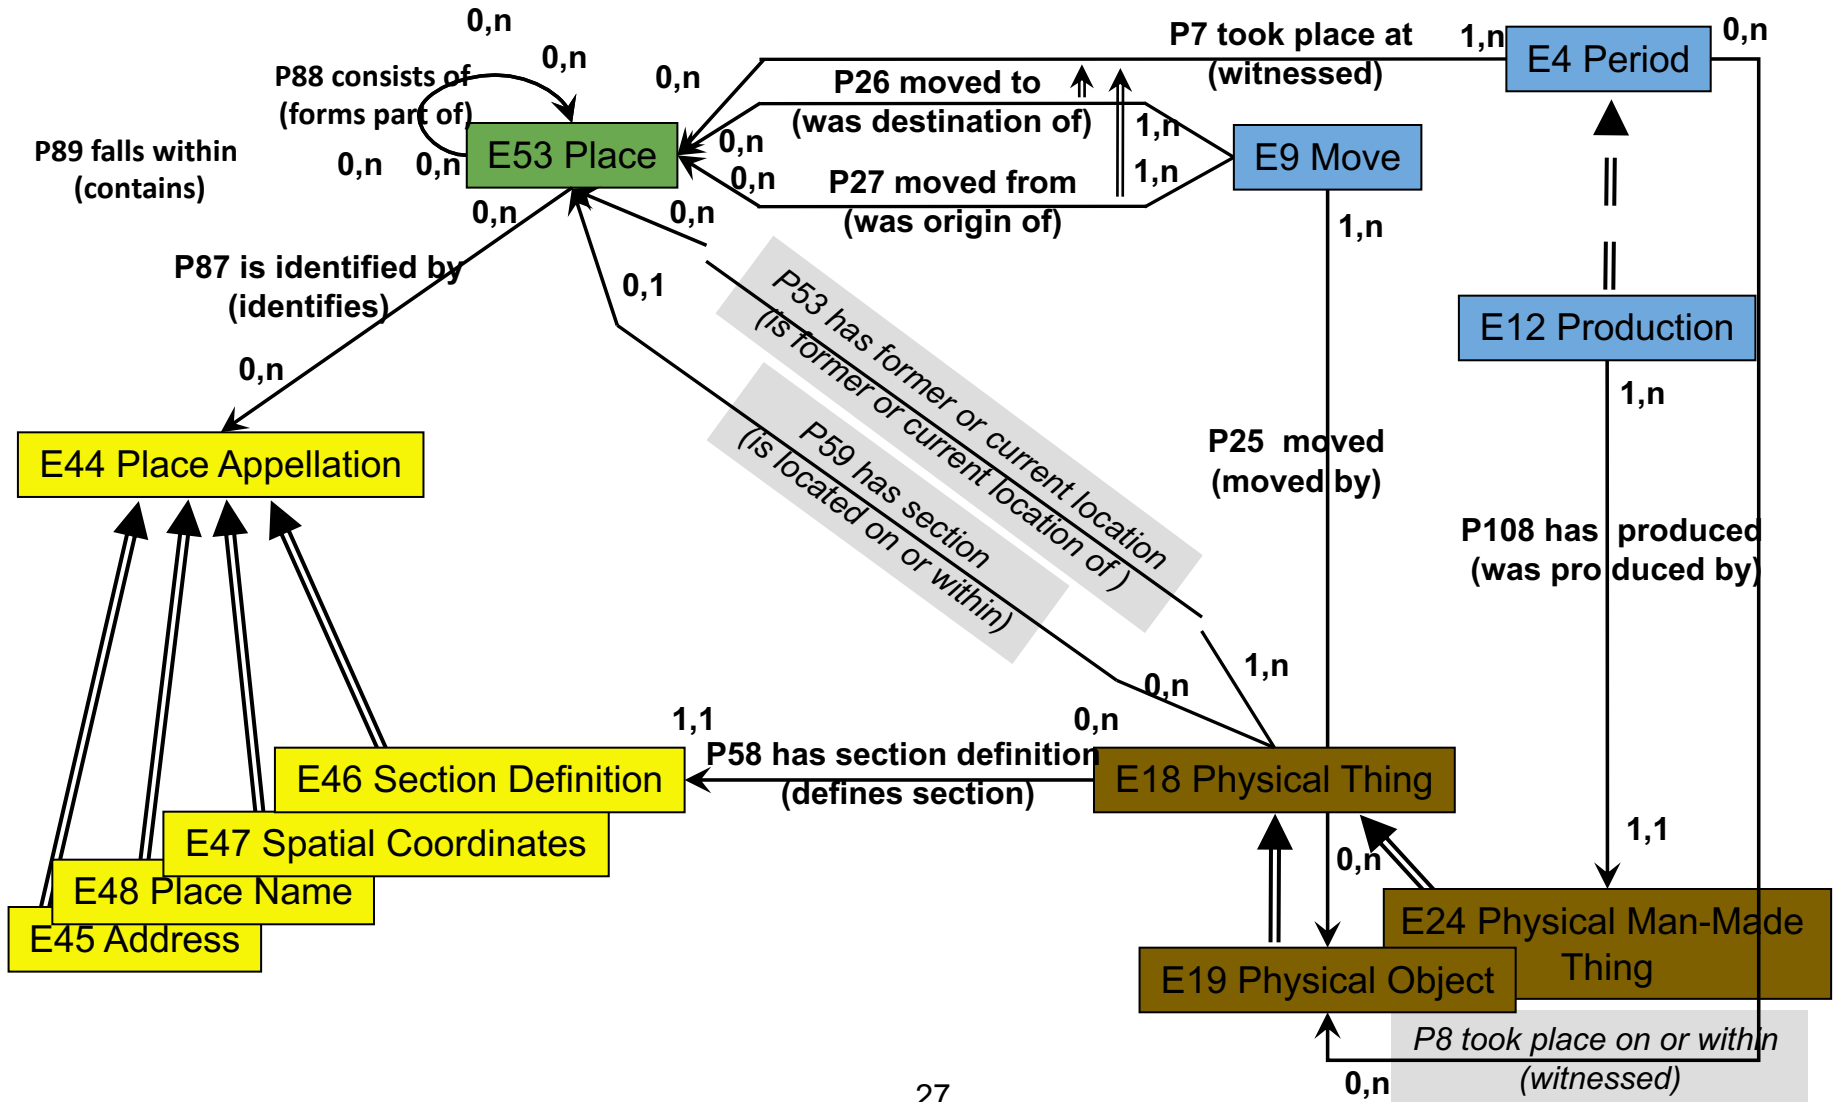 0,n
0,n
P88 consists of
(forms part of)
0,n
P7 took place at
(witnessed)
1,n
E4 Period
0,n
P26 moved to
(was destination of)
P89 falls within
(contains)
0,n
0,n
E53 Place
0,n
1,n
E9 Move
0,n
P27 moved from
(was origin of)
1,n
0,n
0,n
1,n
P87 is identified by
(identifies)
0,1
P53 has former or current location
(is former or current location of )
E12 Production
0,n
1,n
P59 has section
(is located on or within)
P25 moved
(moved by)
E44 Place Appellation
P108 has produced
(was pro duced by)
1,n
0,n
1,1
0,n
P58 has section definition
(defines section)
E46 Section Definition
E18 Physical Thing
E47 Spatial Coordinates
1,1
0,n
E48 Place Name
E45 Address
E24 Physical Man-Made
Thing
E19 Physical Object
P8 took place on or within
(witnessed)
0,n
27